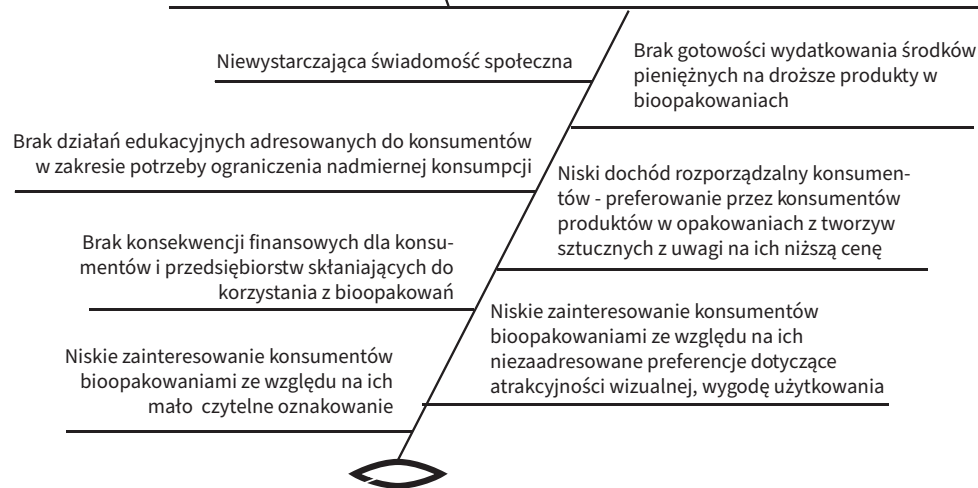 Niewystarczająca świadomość społeczna
Brak gotowości wydatkowania środków
pieniężnych na droższe produkty w
bioopakowaniach
Brak działań edukacyjnych adresowanych do konsumentów
w zakresie potrzeby ograniczenia nadmiernej konsumpcji
Niski dochód rozporządzalny konsumen-
tów - preferowanie przez konsumentów
produktów w opakowaniach z tworzyw
sztucznych z uwagi na ich niższą cenę
Brak konsekwencji finansowych dla konsu-
mentów i przedsiębiorstw skłaniających do
korzystania z bioopakowań
Niskie zainteresowanie konsumentów
bioopakowaniami ze względu na ich
niezaadresowane preferencje dotyczące
atrakcyjności wizualnej, wygodę użytkowania
Niskie zainteresowanie konsumentów
bioopakowaniami ze względu na ich
mało czytelne oznakowanie